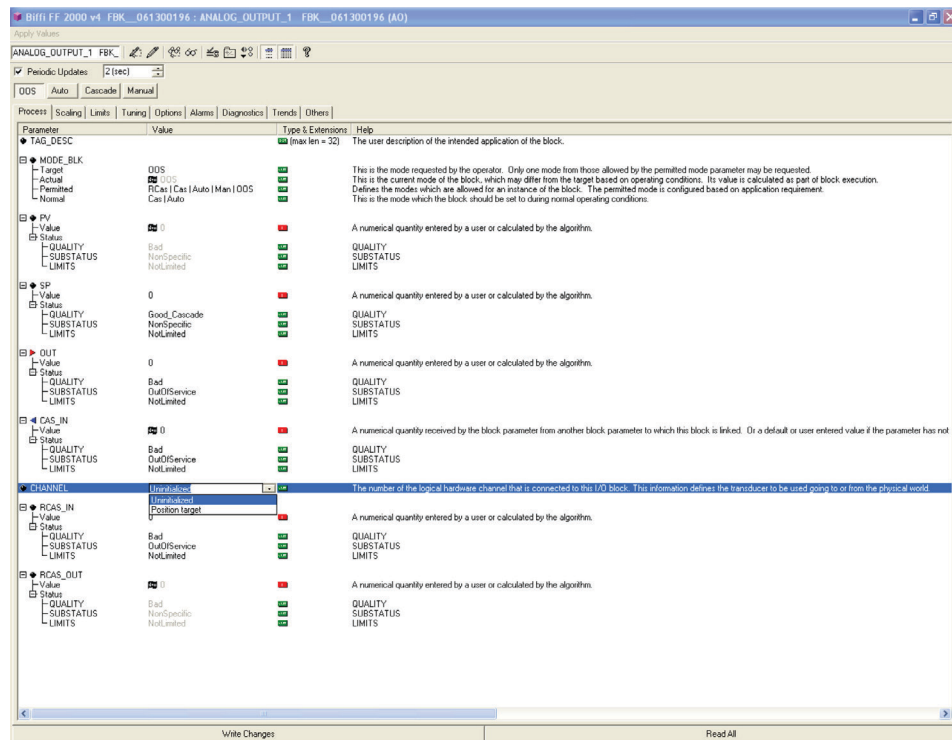 Biffi FF 2000 v4 FBK__061300196 : ANALOG_OUTPUT_1 FBK__061300196 (AO)
Apply Values
ANALOG_OUTPUT_1 FBK_
Periodic Updates 2 (sec)
OOS Auto Cascade Manual
Process Scaling Limits Tuning Options Alarms Diagnostics Trends Others
Parameter Value Type & Extensions Help
TAG_DESC (max len = 32) The user description of the intended application of the block.
MODE_BLK
Target OOS This is the mode requested by the operator. Only one mode from those allowed by the permitted mode parameter may be requested.
Actual OOS This is the current mode of the block, which may differ from the target based on operating conditions. Its value is calculated as part of block execution.
Permitted RCas | Cas | Auto | Man | OOS Defines the modes which are allowed for an instance of the block. The permitted mode is configured based on application requirement.
Normal Cas | Auto This is the mode which the block should be set to during normal operating conditions.
PV
Value 0 A numerical quantity entered by a user or calculated by the algorithm.
Status
QUALITY Bad QUALITY
SUBSTATUS NonSpecific SUBSTATUS
LIMITS NotLimited LIMITS
SP
Value 0 A numerical quantity entered by a user or calculated by the algorithm.
Status
QUALITY Good_Cascade QUALITY
SUBSTATUS NonSpecific SUBSTATUS
LIMITS NotLimited LIMITS
OUT
Value 0 A numerical quantity entered by a user or calculated by the algorithm.
Status
QUALITY Bad QUALITY
SUBSTATUS OutOfService SUBSTATUS
LIMITS NotLimited LIMITS
CAS_IN
Value 0 A numerical quantity received by the block parameter from another block parameter to which this block is linked. Or a default or user entered value if the parameter has not
Status
QUALITY Bad QUALITY
SUBSTATUS OutOfService SUBSTATUS
LIMITS NotLimited LIMITS
CHANNEL Uninitialized The number of the logical hardware channel that is connected to this I/O block. This information defines the transducer to be used going to or from the physical world.
Uninitialized
Position target
RCAS_IN
Value 0 A numerical quantity entered by a user or calculated by the algorithm.
Status
QUALITY Bad QUALITY
SUBSTATUS OutOfService SUBSTATUS
LIMITS NotLimited LIMITS
RCAS_OUT
Value 0 A numerical quantity entered by a user or calculated by the algorithm.
Status
QUALITY Bad QUALITY
SUBSTATUS NonSpecific SUBSTATUS
LIMITS NotLimited LIMITS
Write Changes Read All